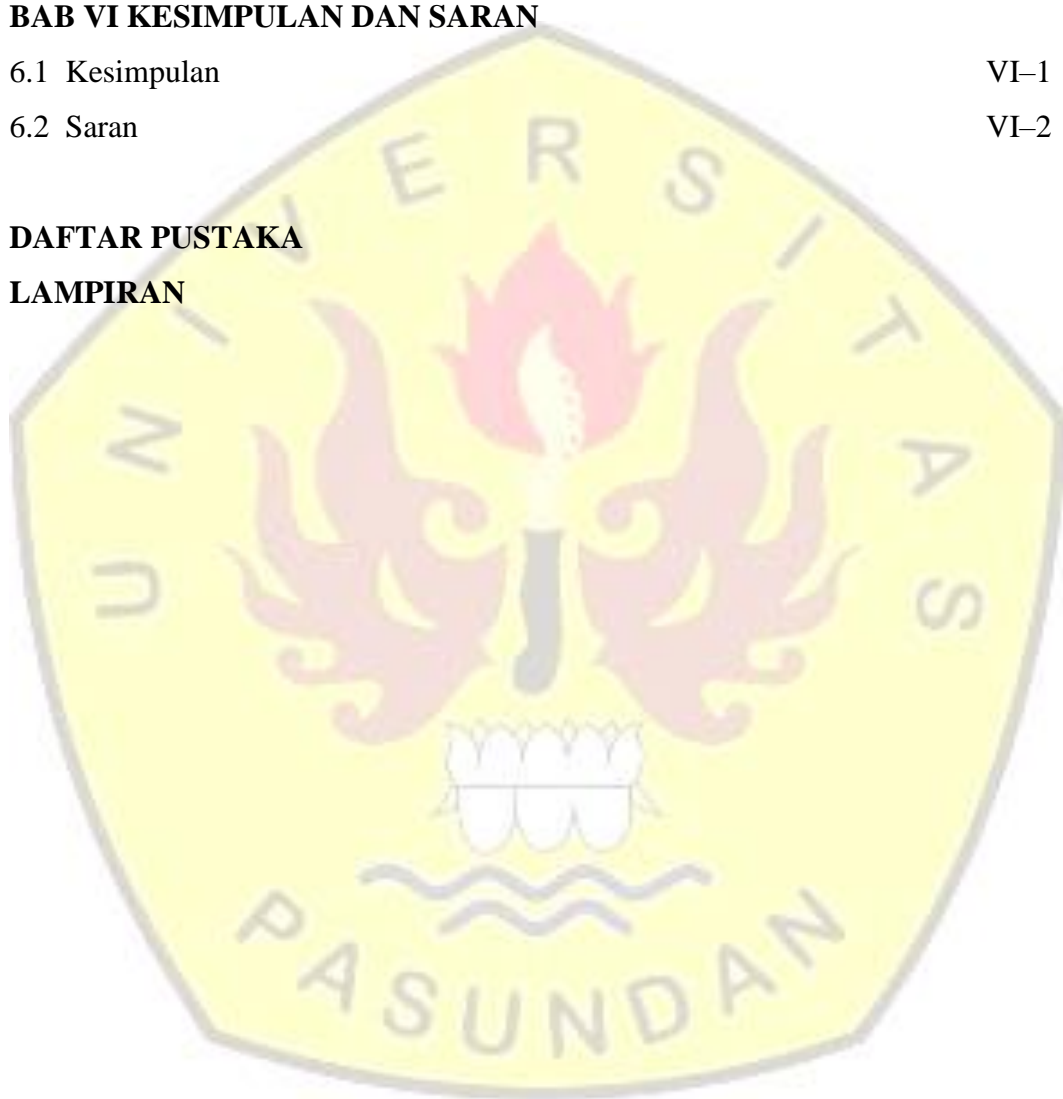 BAB VI KESIMPULAN DAN SARAN
6.1 Kesimpulan VI–1
6.2 Saran VI–2
DAFTAR PUSTAKA
LAMPIRAN
UNIVERSITAS
PASUNDAN